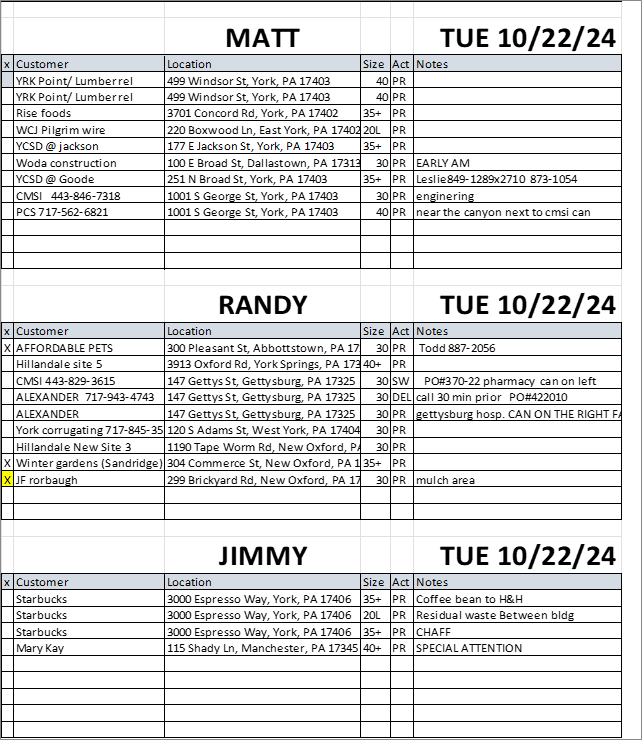 MATT TUE 10/22/24
x Customer Location Size Act Notes
YRK Point/ Lumber rel 499 Windsor St, York, PA 17403 40 PR
YRK Point/ Lumber rel 499 Windsor St, York, PA 17403 40 PR
Rise foods 3701 Concord Rd, York, PA 17402 35+ PR
WCJ Pilgrim wire 220 Boxwood Ln, East York, PA 17402 20L PR
YCSD @ jackson 177 E Jackson St, York, PA 17403 35+ PR
Woda construction 100 E Broad St, Dallastown, PA 17313 30 PR EARLY AM
YCSD @ Goode 251 N Broad St, York, PA 17403 35+ PR Leslie849-1289x2710 873-1054
CMSI 443-846-7318 1001 S George St, York, PA 17403 30 PR enginering
PCS 717-562-6821 1001 S George St, York, PA 17403 40 PR near the canyon next to cmsi can
RANDY TUE 10/22/24
x Customer Location Size Act Notes
X AFFORDABLE PETS 300 Pleasant St, Abbottstown, PA 17 30 PR Todd 887-2056
Hillandale site 5 3913 Oxford Rd, York Springs, PA 173 40+ PR
CMSI 443-829-3615 147 Gettys St, Gettysburg, PA 17325 30 SW PO#370-22 pharmacy can on left
ALEXANDER 717-943-4743 147 Gettys St, Gettysburg, PA 17325 30 DEL call 30 min prior PO#422010
ALEXANDER 147 Gettys St, Gettysburg, PA 17325 30 PR gettysburg hosp. CAN ON THE RIGHT FA
York corrugating 717-845-35 120 S Adams St, West York, PA 17404 30 PR
Hillandale New Site 3 1190 Tape Worm Rd, New Oxford, PA 30 PR
X Winter gardens (Sandridge) 304 Commerce St, New Oxford, PA 1 35+ PR
X JF rorbaugh 299 Brickyard Rd, New Oxford, PA 17 30 PR mulch area
JIMMY TUE 10/22/24
x Customer Location Size Act Notes
Starbucks 3000 Espresso Way, York, PA 17406 35+ PR Coffee bean to H&H
Starbucks 3000 Espresso Way, York, PA 17406 20L PR Residual waste Between bldg
Starbucks 3000 Espresso Way, York, PA 17406 35+ PR CHAFF
Mary Kay 115 Shady Ln, Manchester, PA 17345 40+ PR SPECIAL ATTENTION